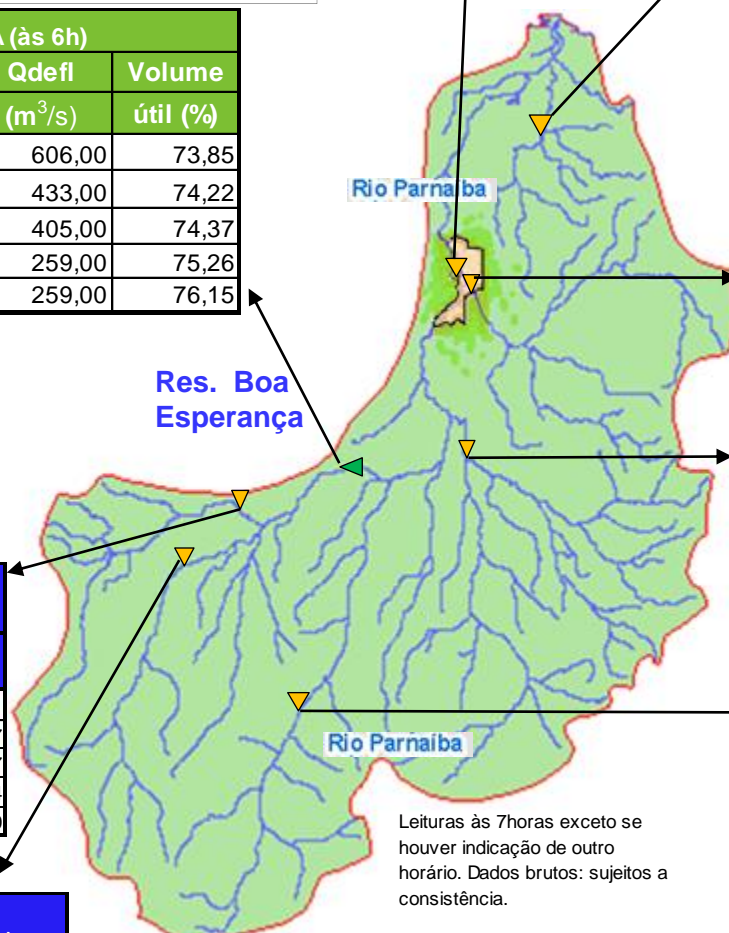 (às 6h)
Qdefl Volume
(m³/s) útil (%)
606,00 73,85
433,00 74,22
405,00 74,37
259,00 75,26
259,00 76,15
Rio Parnaiba
Res. Boa
Esperança
Rio Parnaiba
Leituras às 7horas exceto se
houver indicação de outro
horário. Dados brutos: sujeitos a
consistência.